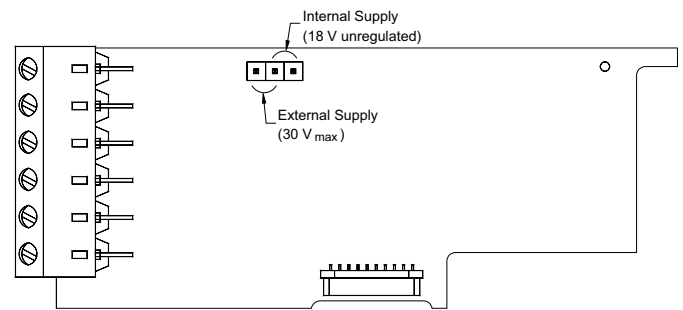 Internal Supply
(18 V unregulated)
External Supply
(30 V max)